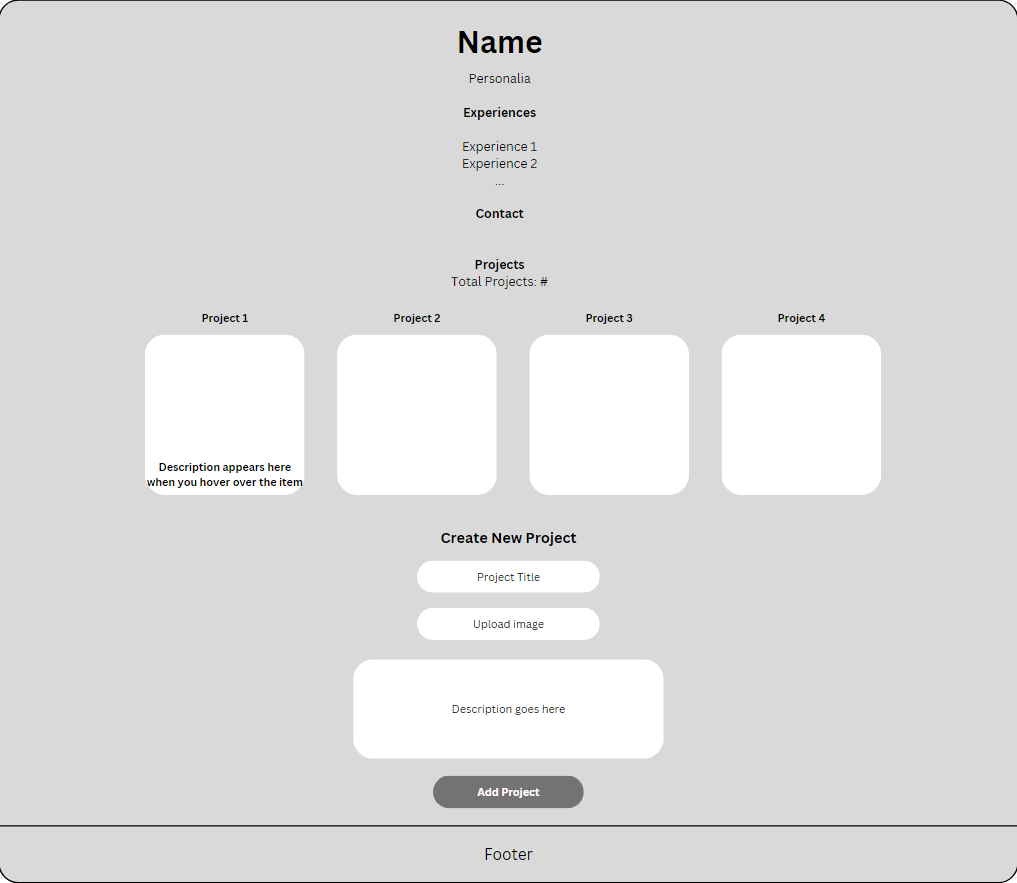 Name
Personalia
Experiences
Experience 1
Experience 2
...
Contact
Projects
Total Projects: #
Project 1
Project 2
Project 3
Project 4
Description appears here
when you hover over the item
Create New Project
Project Title
Upload image
Description goes here
Add Project
Footer